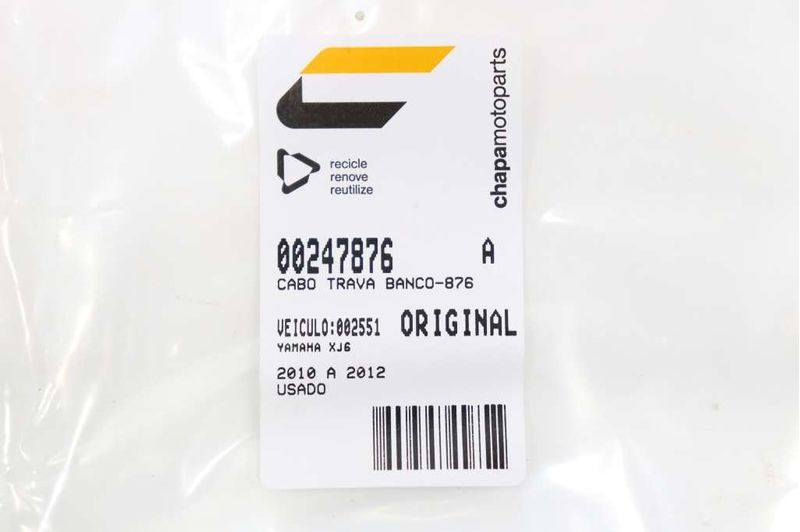 chapamotoparts
recicle
renove
reutilize
00247876 A
CABO TRAVA BANCO-876
VEICULO:002551 ORIGINAL
YAMAHA XJ6
2010 A 2012
USADO